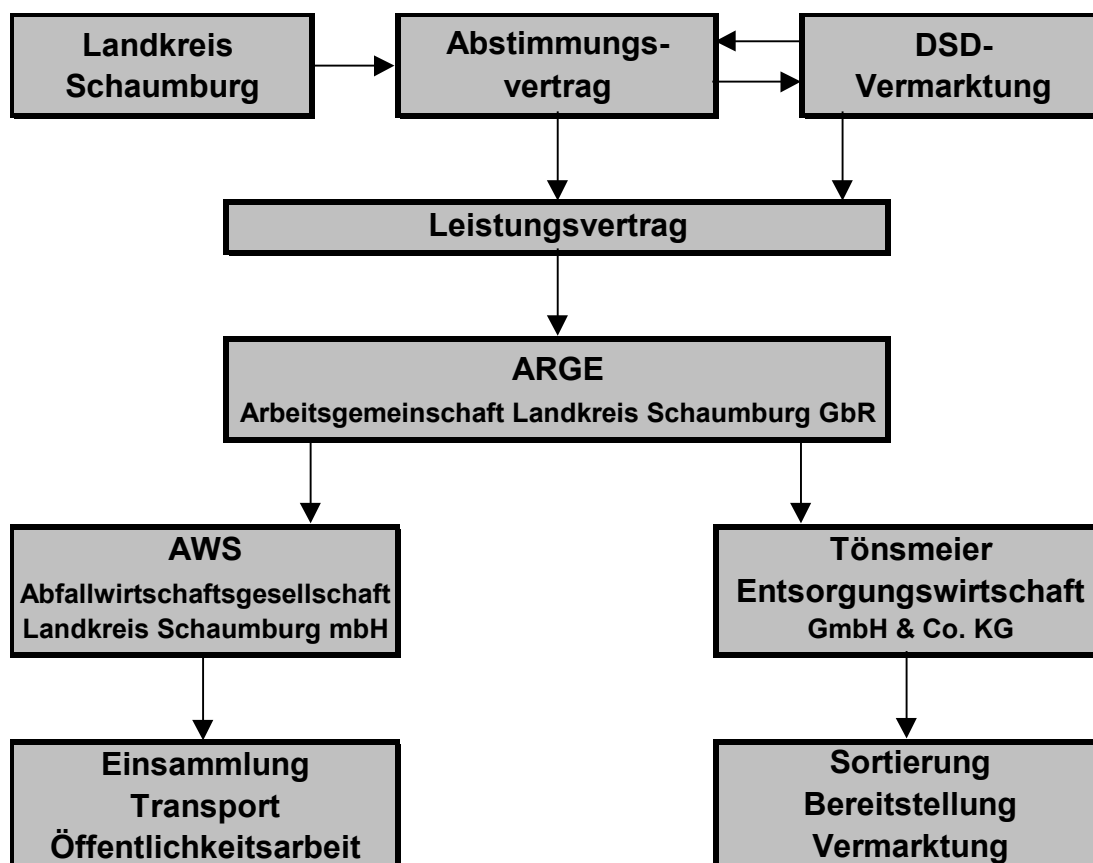 Landkreis
Schaumburg
Abstimmungs-
vertrag
DSD-
Vermarktung
Leistungsvertrag
ARGE
Arbeitsgemeinschaft Landkreis Schaumburg GbR
AWS
Abfallwirtschaftsgesellschaft
Landkreis Schaumburg mbH
Tönsmeier
Entsorgungswirtschaft
GmbH & Co. KG
Einsammlung
Transport
Öffentlichkeitsarbeit
Sortierung
Bereitstellung
Vermarktung